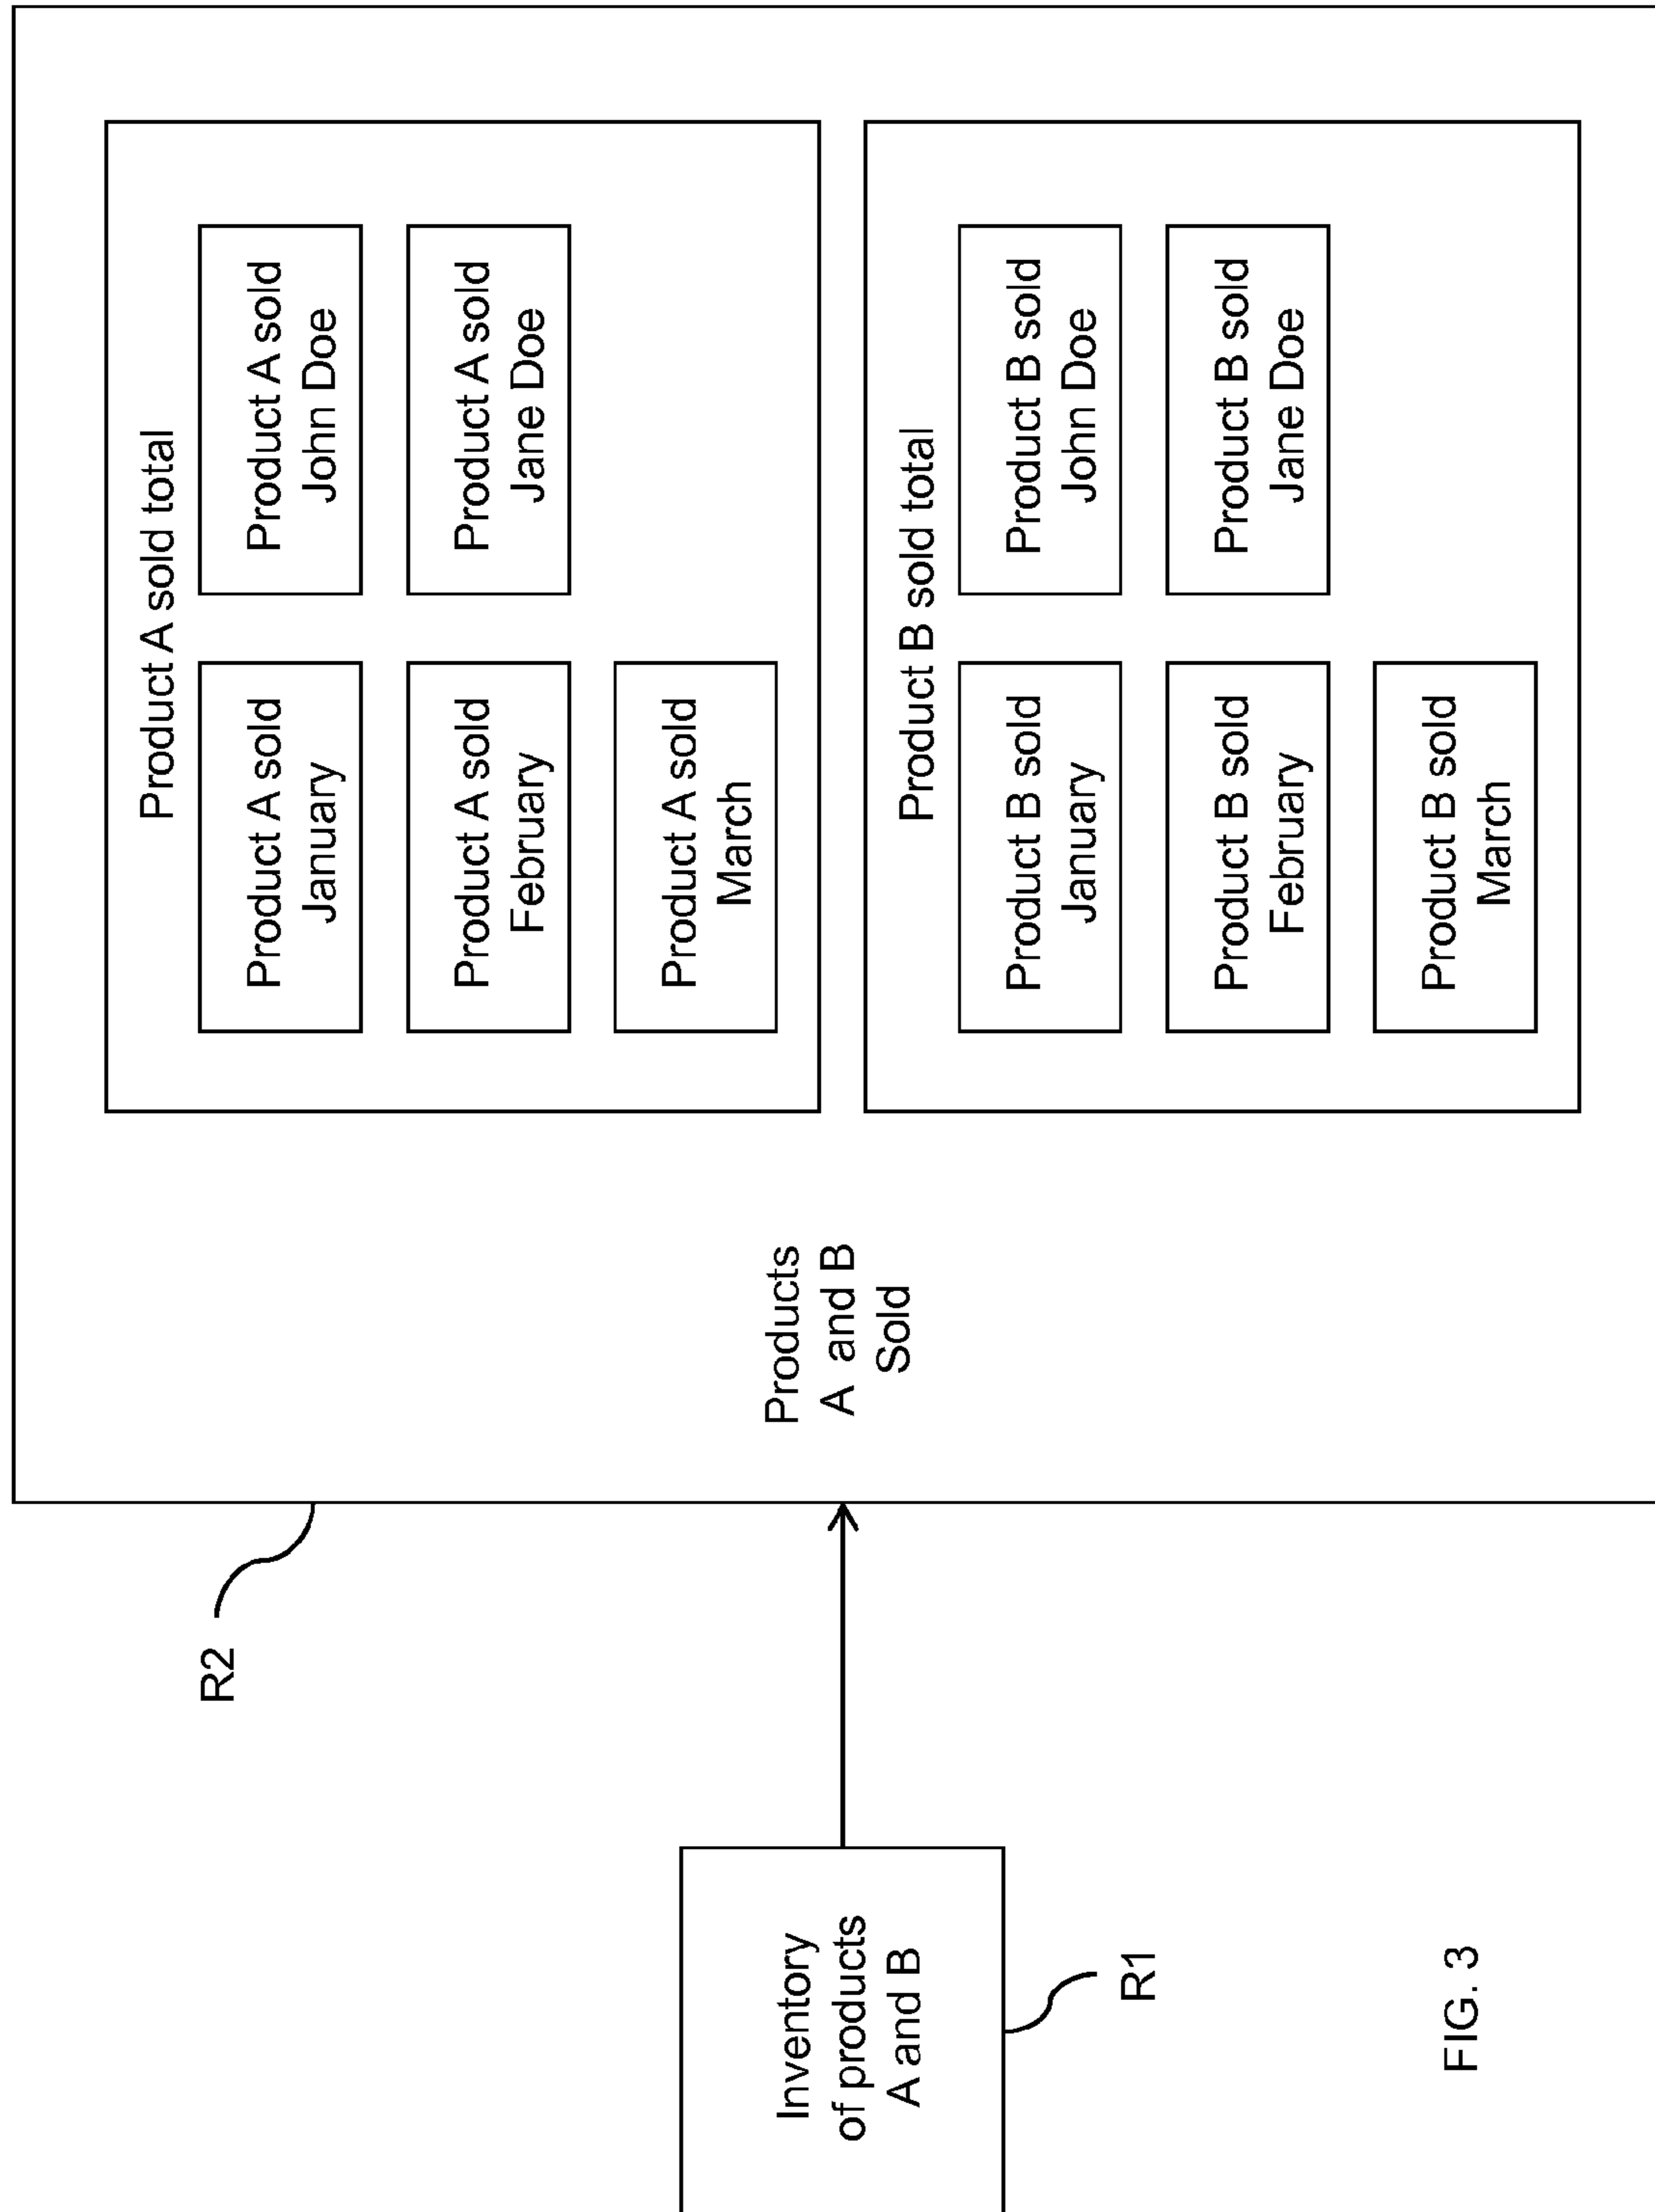 Inventory
of products
A and B
R1
R2
Products
A and B
Sold
Product A sold total
Product A sold
January
Product A sold
John Doe
Product A sold
February
Product A sold
Jane Doe
Product A sold
March
Product B sold total
Product B sold
January
Product B sold
John Doe
Product B sold
February
Product B sold
Jane Doe
Product B sold
March
FIG. 3